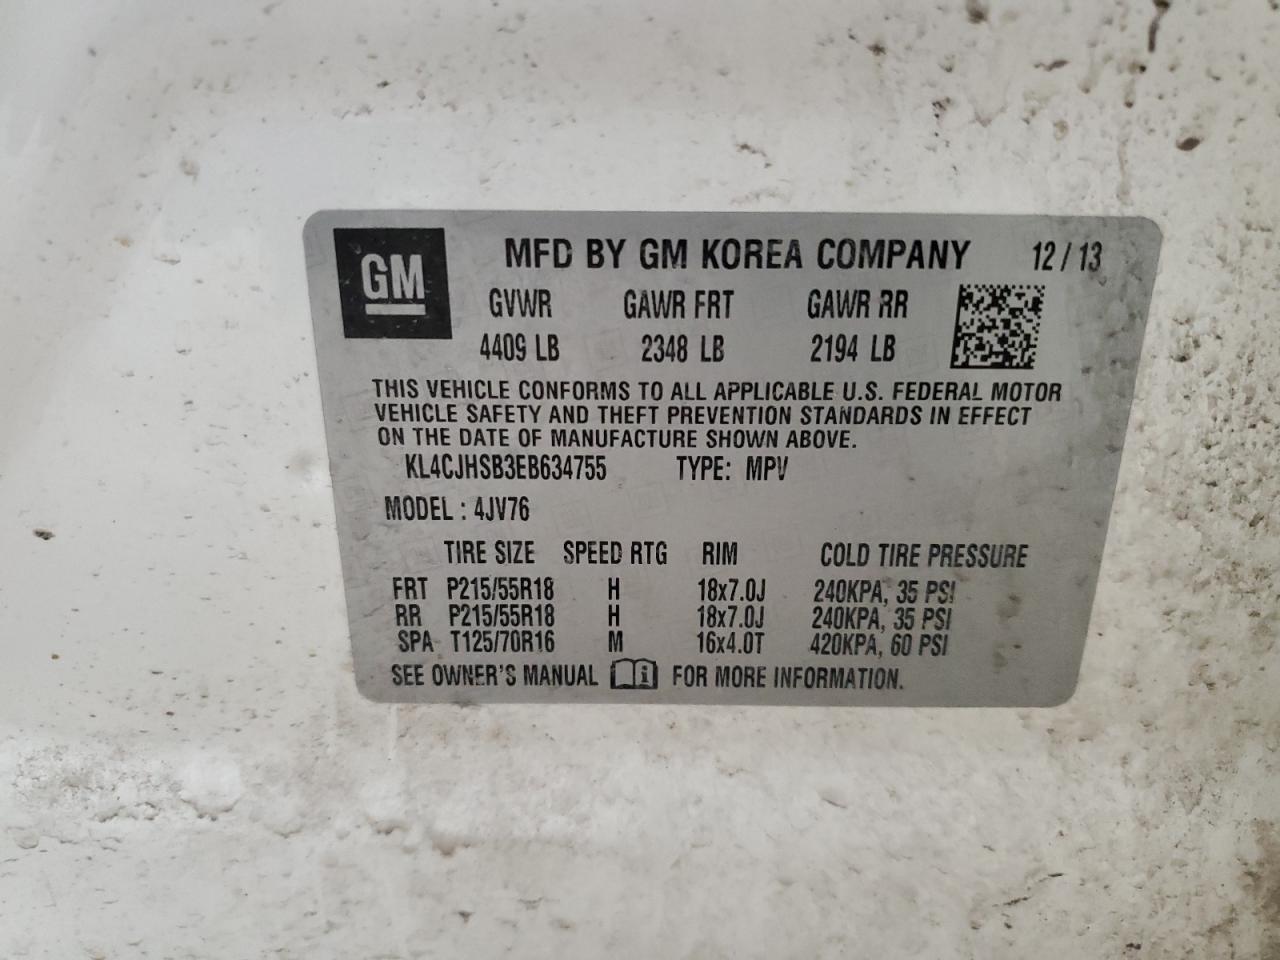 GM
MFD BY GM KOREA COMPANY 12/13
GVWR GAWR FRT GAWR RR
4409 LB 2348 LB 2194 LB
THIS VEHICLE CONFORMS TO ALL APPLICABLE U.S. FEDERAL MOTOR
VEHICLE SAFETY AND THEFT PREVENTION STANDARDS IN EFFECT
ON THE DATE OF MANUFACTURE SHOWN ABOVE.
KL4CJHSB3EB634755 TYPE: MPV
MODEL : 4JV76
TIRE SIZE SPEED RTG RIM COLD TIRE PRESSURE
FRT P215/55R18 H 18x7.0J 240KPA, 35 PSI
RR P215/55R18 H 18x7.0J 240KPA, 35 PSI
SPA T125/70R16 M 16x4.0T 420KPA, 60 PSI
SEE OWNER'S MANUAL i FOR MORE INFORMATION.